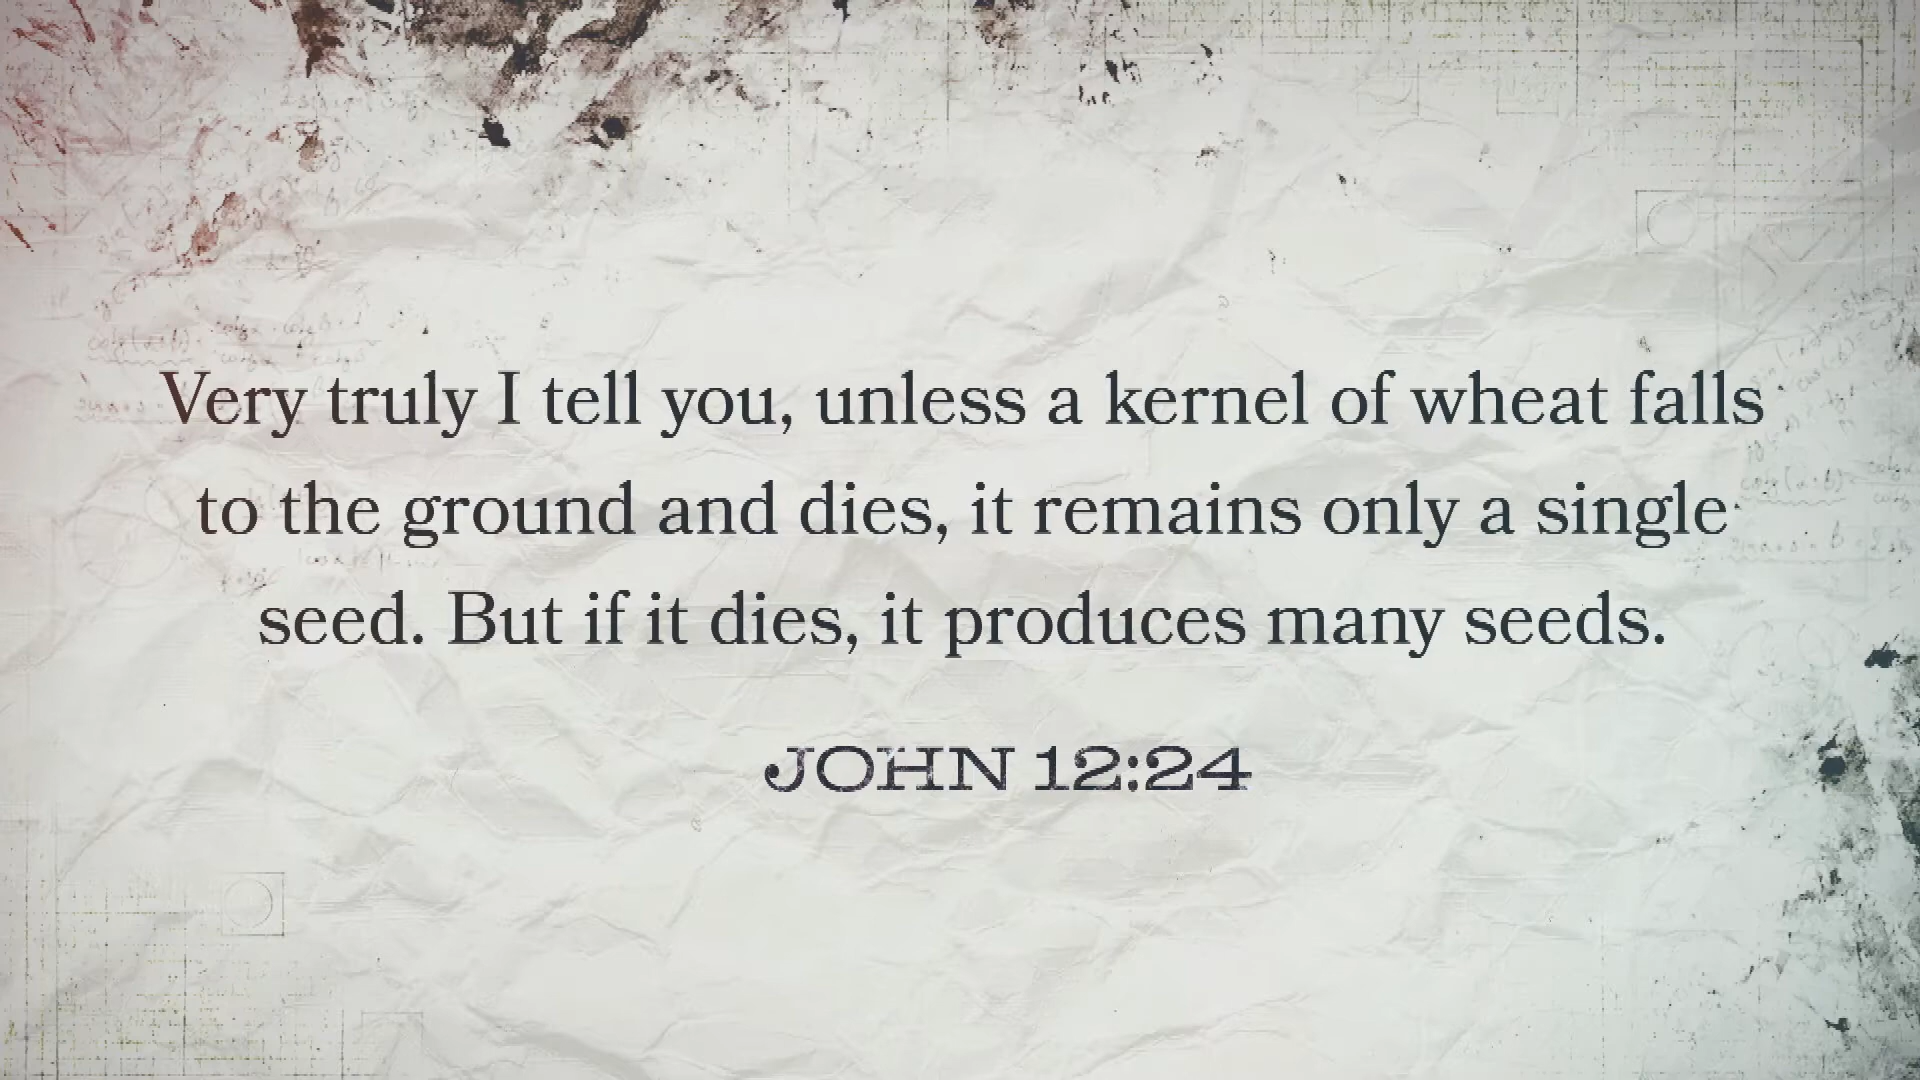 Very truly I tell you, unless a kernel of wheat falls
to the ground and dies, it remains only a single
seed. But if it dies, it produces many seeds.
JOHN 12:24